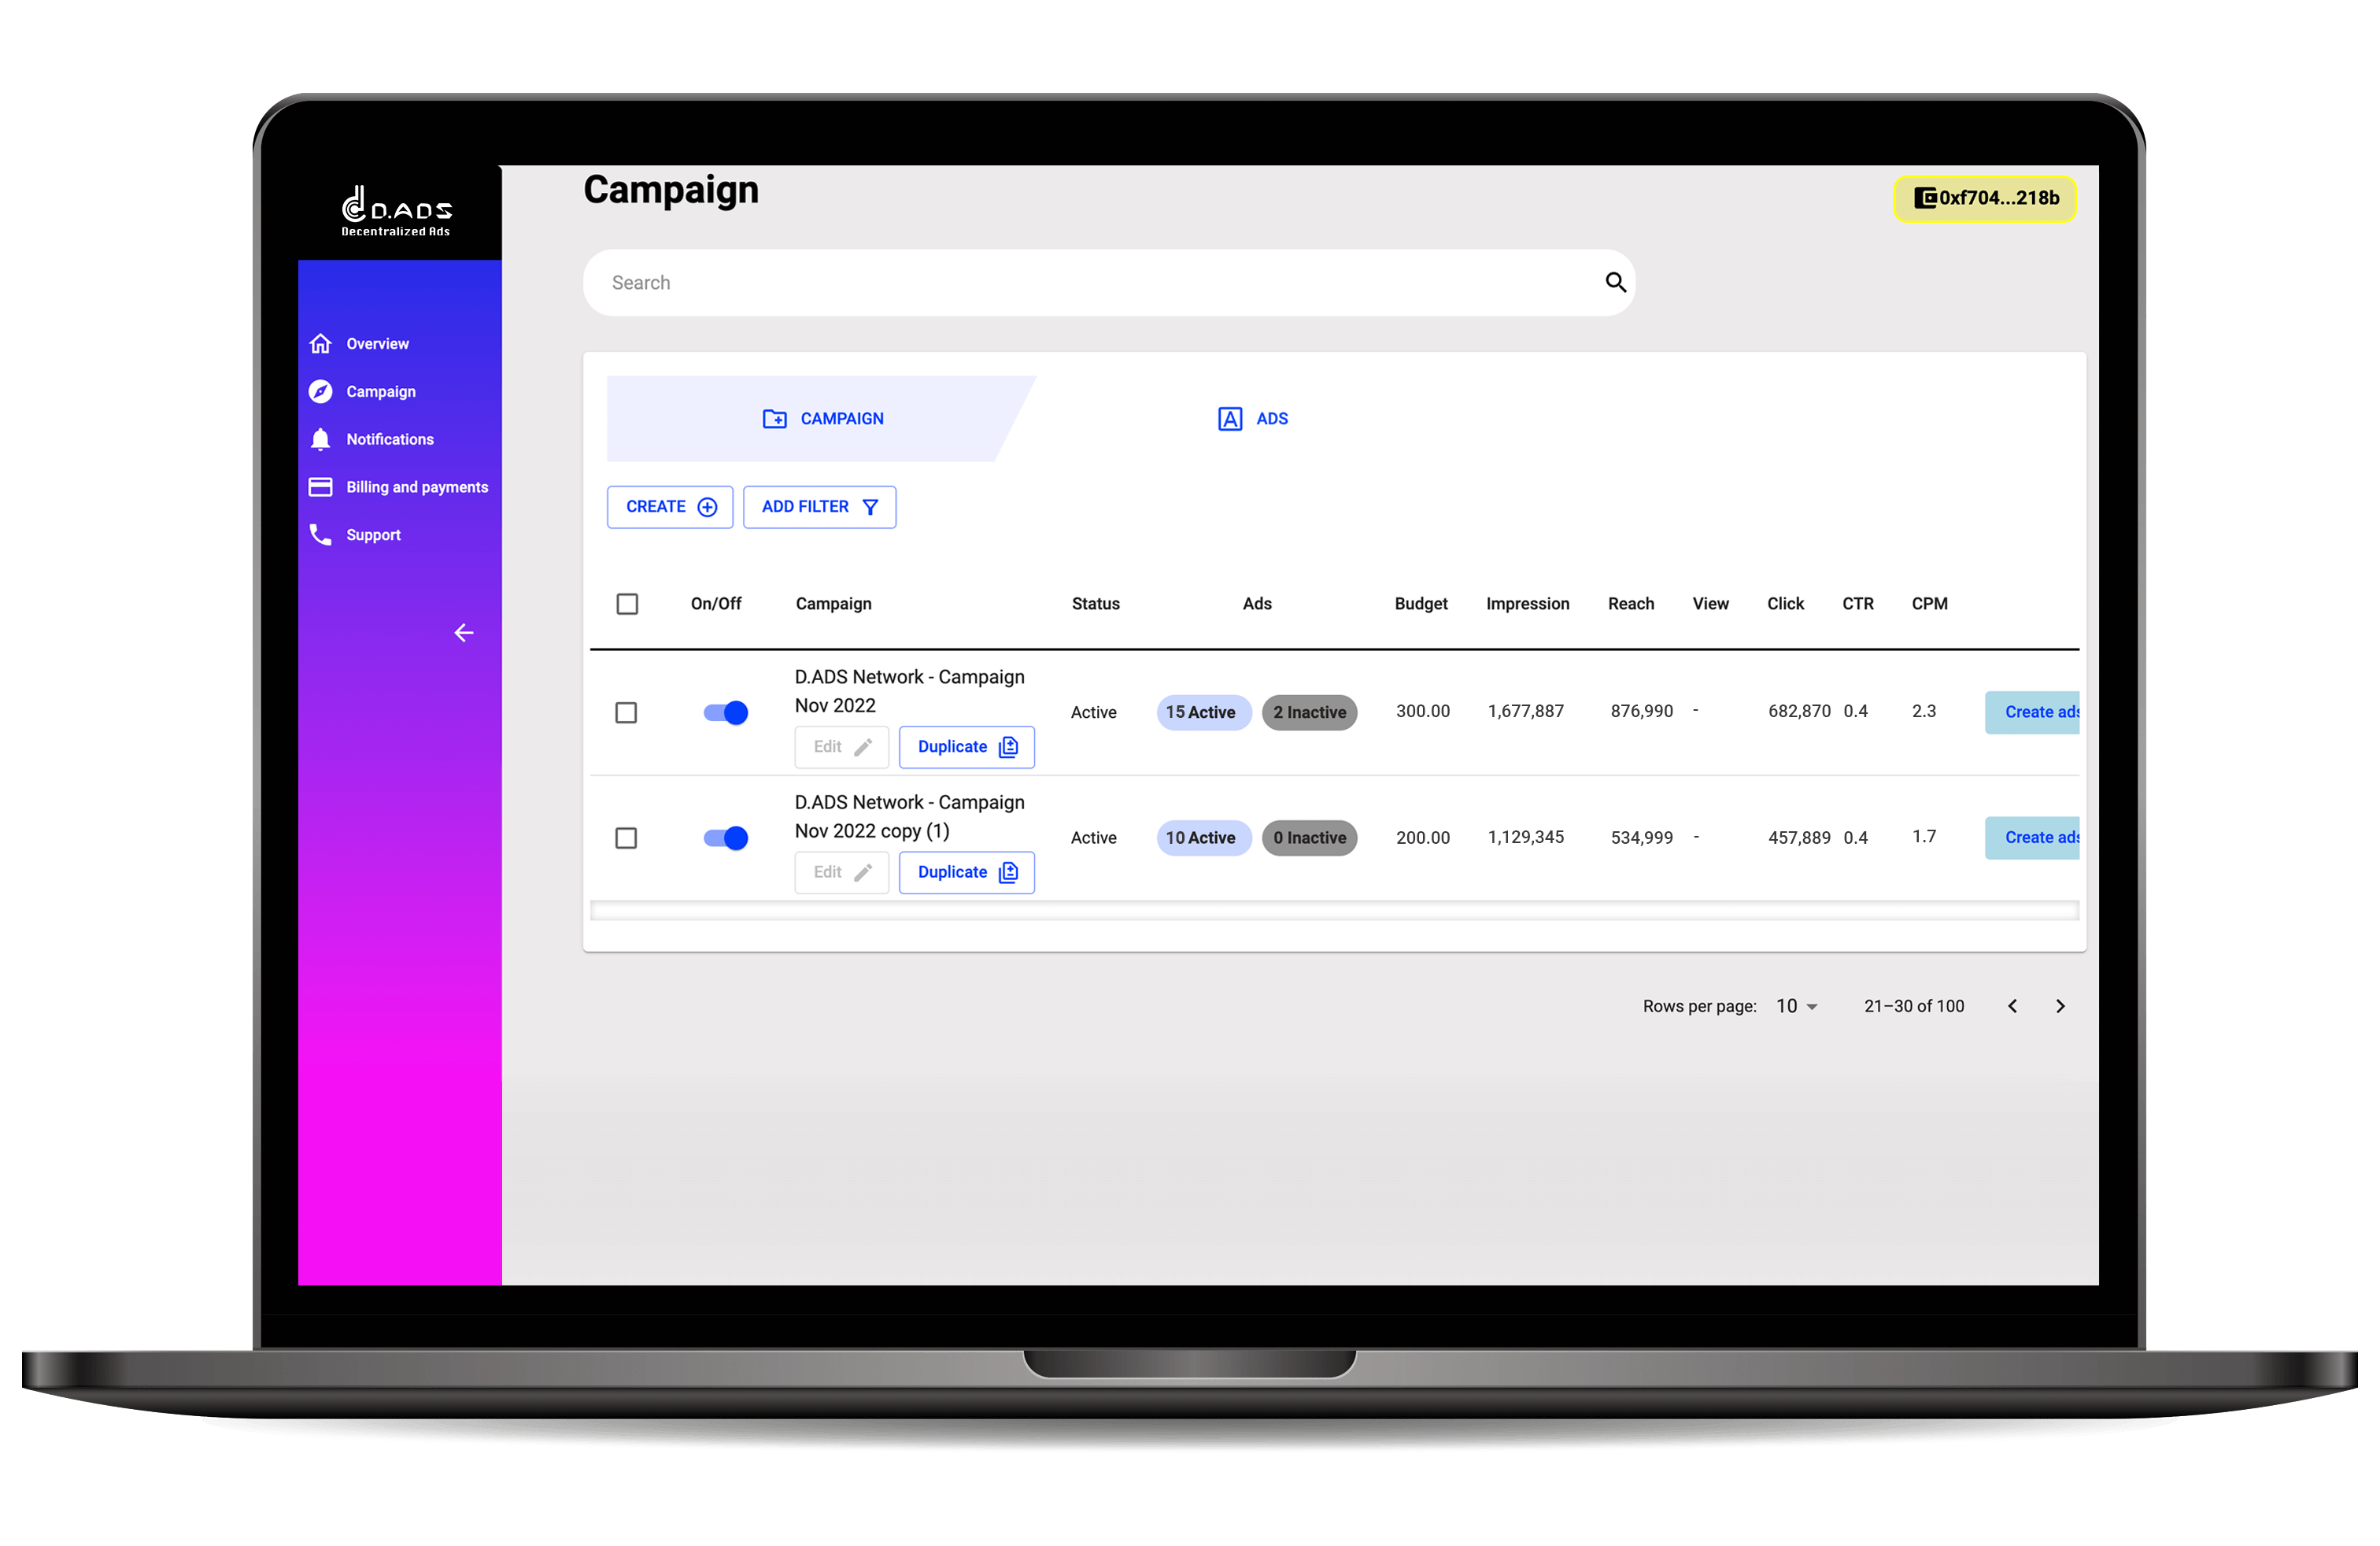 D.ADS
Decentralized Ads
Overview
Campaign
Notifications
Billing and payments
Support
Campaign
0xf704...218b
Search
CAMPAIGN
ADS
CREATE
ADD FILTER
On/Off Campaign Status Ads Budget Impression Reach View Click CTR CPM
D.ADS Network - Campaign
Nov 2022
Active 15 Active 2 Inactive 300.00 1,677,887 876,990 - 682,870 0.4 2.3 Create ads
Edit Duplicate
D.ADS Network - Campaign
Nov 2022 copy (1)
Active 10 Active 0 Inactive 200.00 1,129,345 534,999 - 457,889 0.4 1.7 Create ads
Edit Duplicate
Rows per page: 10 21–30 of 100